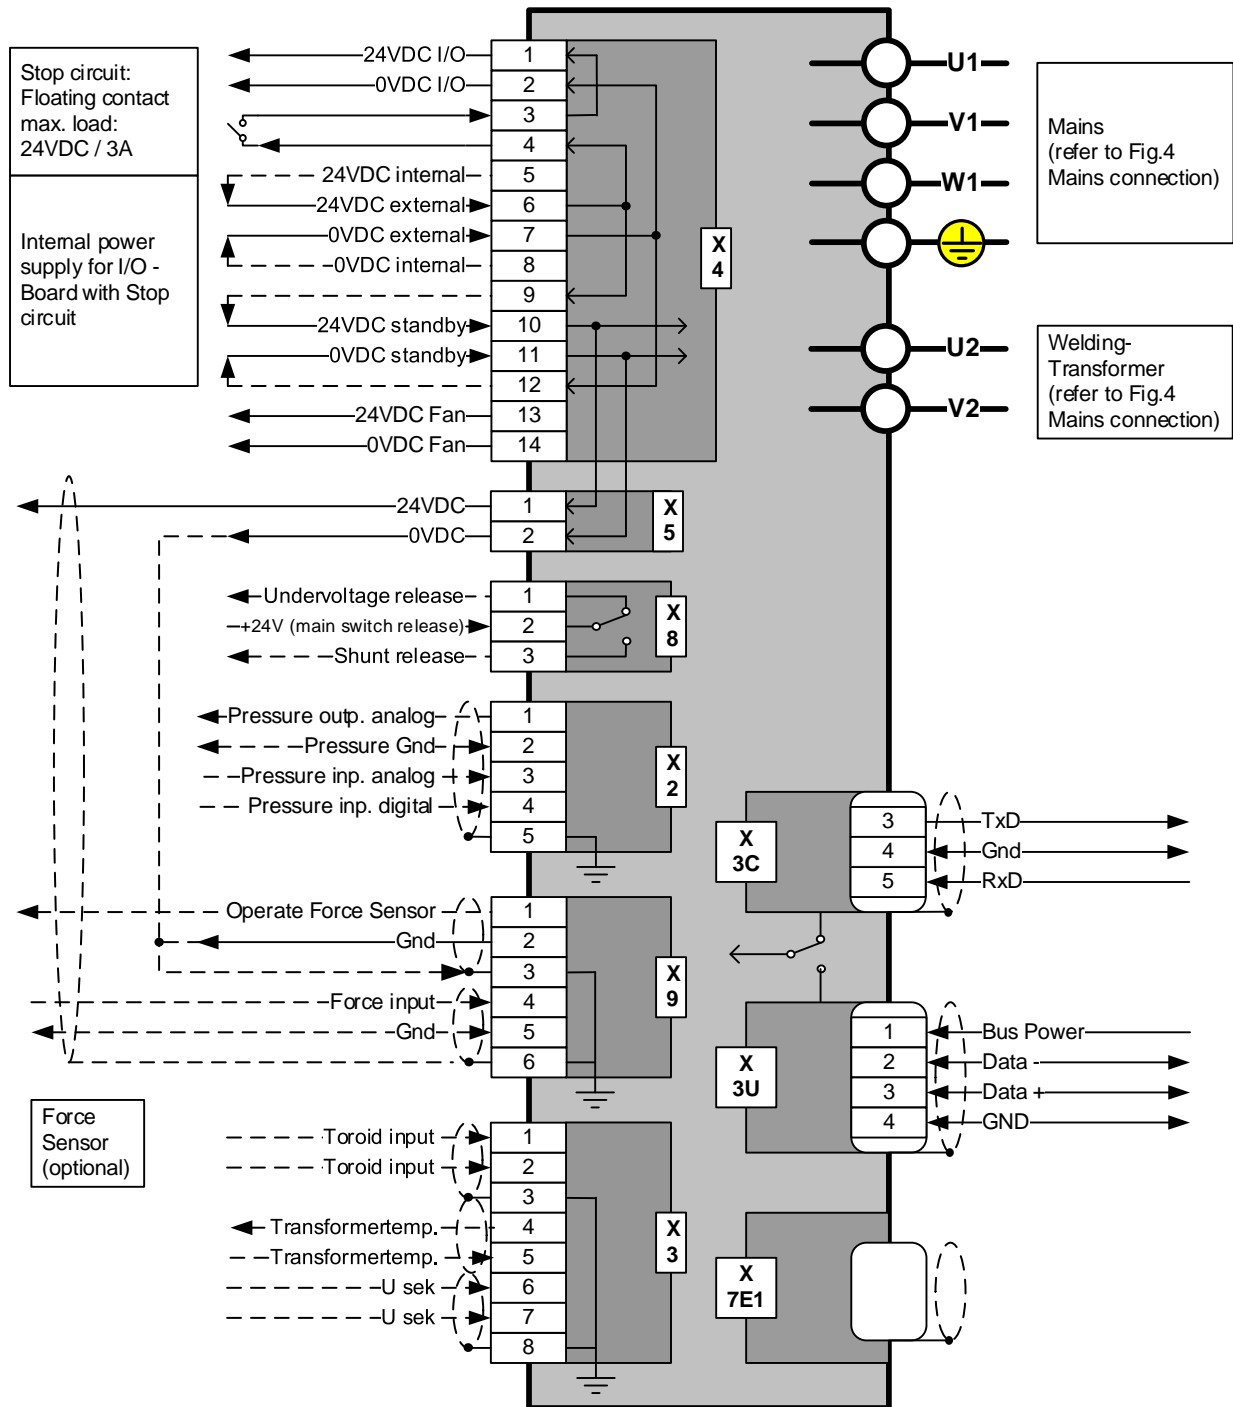 Stop circuit:
Floating contact
max. load:
24VDC / 3A
Internal power
supply for I/O -
Board with Stop
circuit
24VDC I/O 1
0VDC I/O 2
3
4
24VDC internal 5
24VDC external 6
0VDC external 7
0VDC internal 8
9
24VDC standby 10
0VDC standby 11
12
24VDC Fan 13
0VDC Fan 14
X
4
24VDC 1
0VDC 2
X
5
Undervoltage release 1
+24V (main switch release) 2
Shunt release 3
X
8
Pressure outp. analog 1
Pressure Gnd 2
Pressure inp. analog 3
Pressure inp. digital 4
5
X
2
Operate Force Sensor 1
Gnd 2
3
Force input 4
Gnd 5
6
X
9
Force
Sensor
(optional)
Toroid input 1
Toroid input 2
3
Transformertemp. 4
Transformertemp. 5
U sek 6
U sek 7
8
X
3
U1
V1
W1
Mains
(refer to Fig.4
Mains connection)
U2
V2
Welding-
Transformer
(refer to Fig.4
Mains connection)
X
3C
3 TxD
4 Gnd
5 RxD
X
3U
1 Bus Power
2 Data -
3 Data +
4 GND
X
7E1